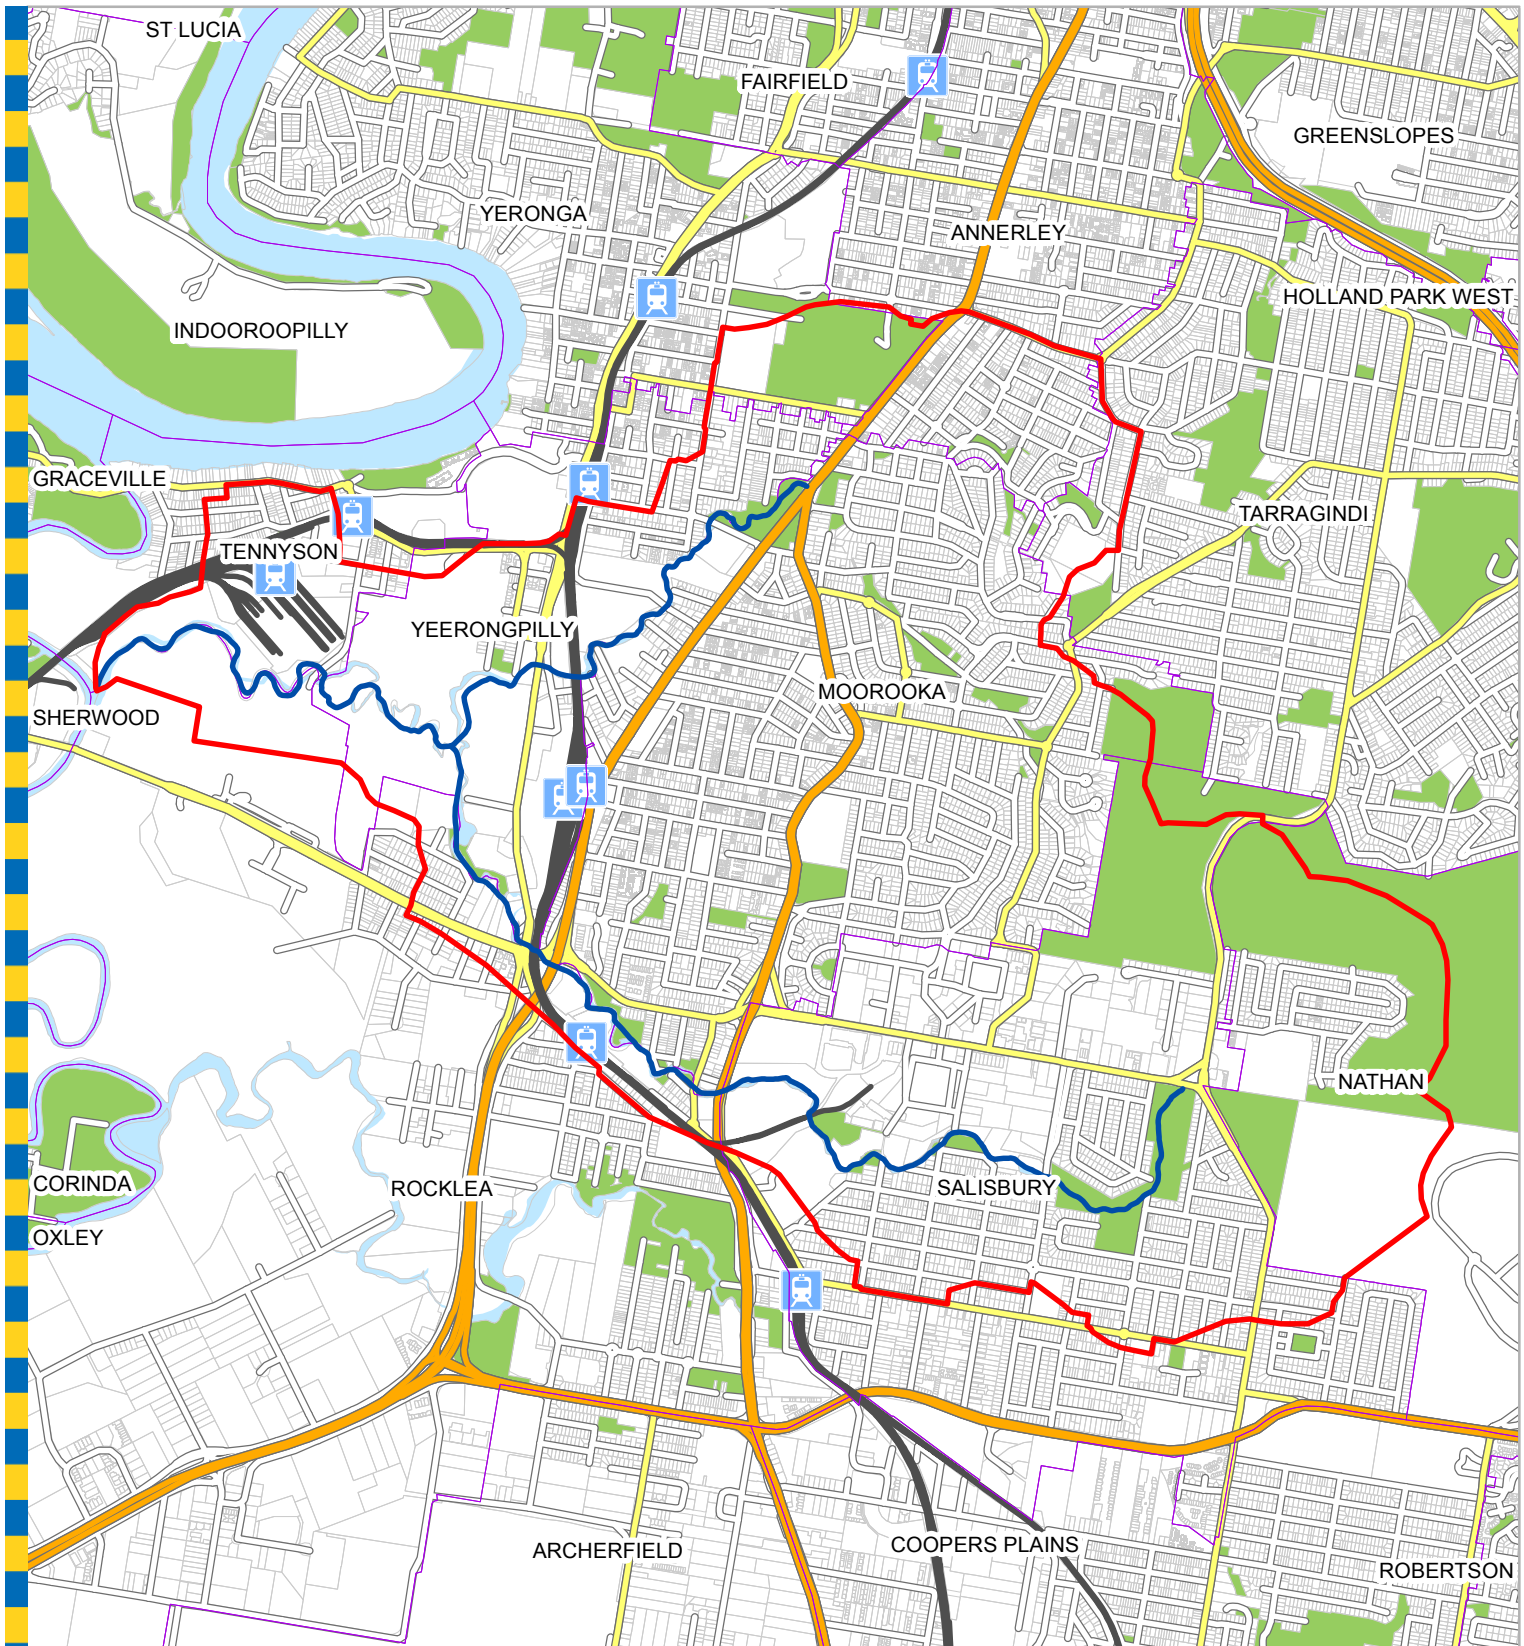 ST LUCIA
FAIRFIELD
GREENSLOPES
YERONGA
ANNERLEY
HOLLAND PARK WEST
INDOOROOPILLY
GRACEVILLE
TARRAGINDI
TENNYSON
YEERONGPILLY
MOOROOKA
SHERWOOD
NATHAN
CORINDA
ROCKLEA
SALISBURY
OXLEY
COOPERS PLAINS
ARCHERFIELD
ROBERTSON